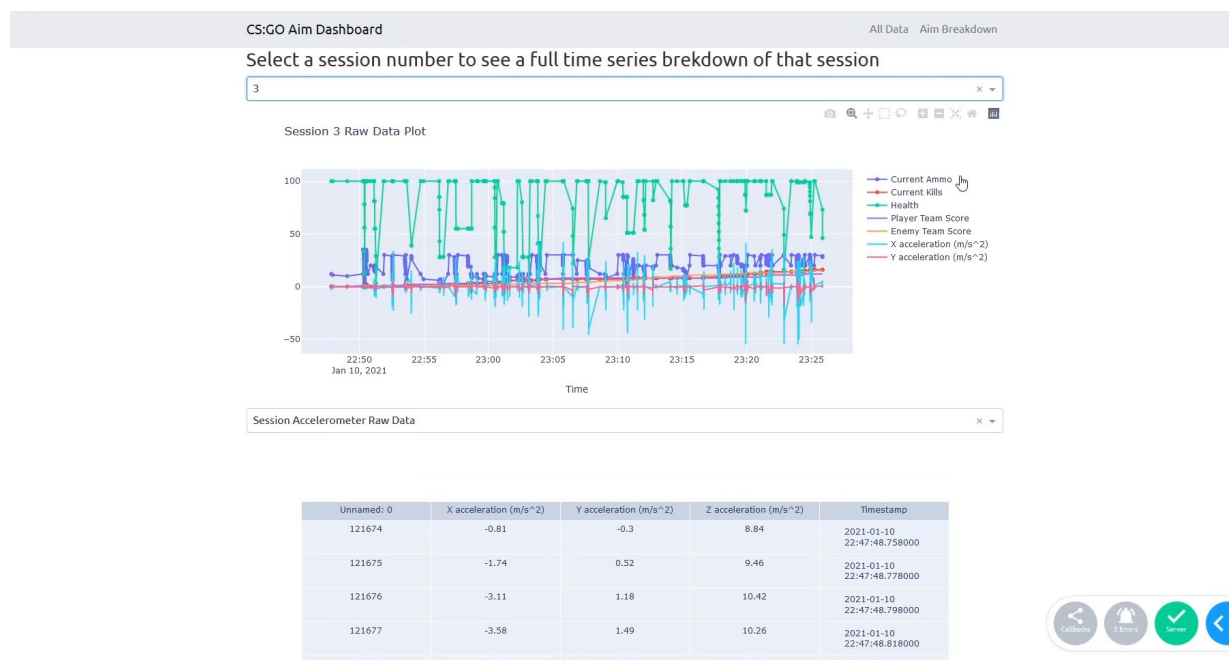 CS:GO Aim Dashboard
All Data Aim Breakdown
Select a session number to see a full time series brekdown of that session
3
Session 3 Raw Data Plot
100
50
0
−50
22:50 22:55 23:00 23:05 23:10 23:15 23:20 23:25
Jan 10, 2021
Time
Current Ammo
Current Kills
Health
Player Team Score
Enemy Team Score
X acceleration (m/s^2)
Y acceleration (m/s^2)
Session Accelerometer Raw Data
Unnamed: 0 X acceleration (m/s^2) Y acceleration (m/s^2) Z acceleration (m/s^2) Timestamp
121674 -0.81 -0.3 8.84 2021-01-10
22:47:48.758000
121675 -1.74 0.52 9.46 2021-01-10
22:47:48.778000
121676 -3.11 1.18 10.42 2021-01-10
22:47:48.798000
121677 -3.58 1.49 10.26 2021-01-10
22:47:48.818000
Callbacks 2 Errors Server